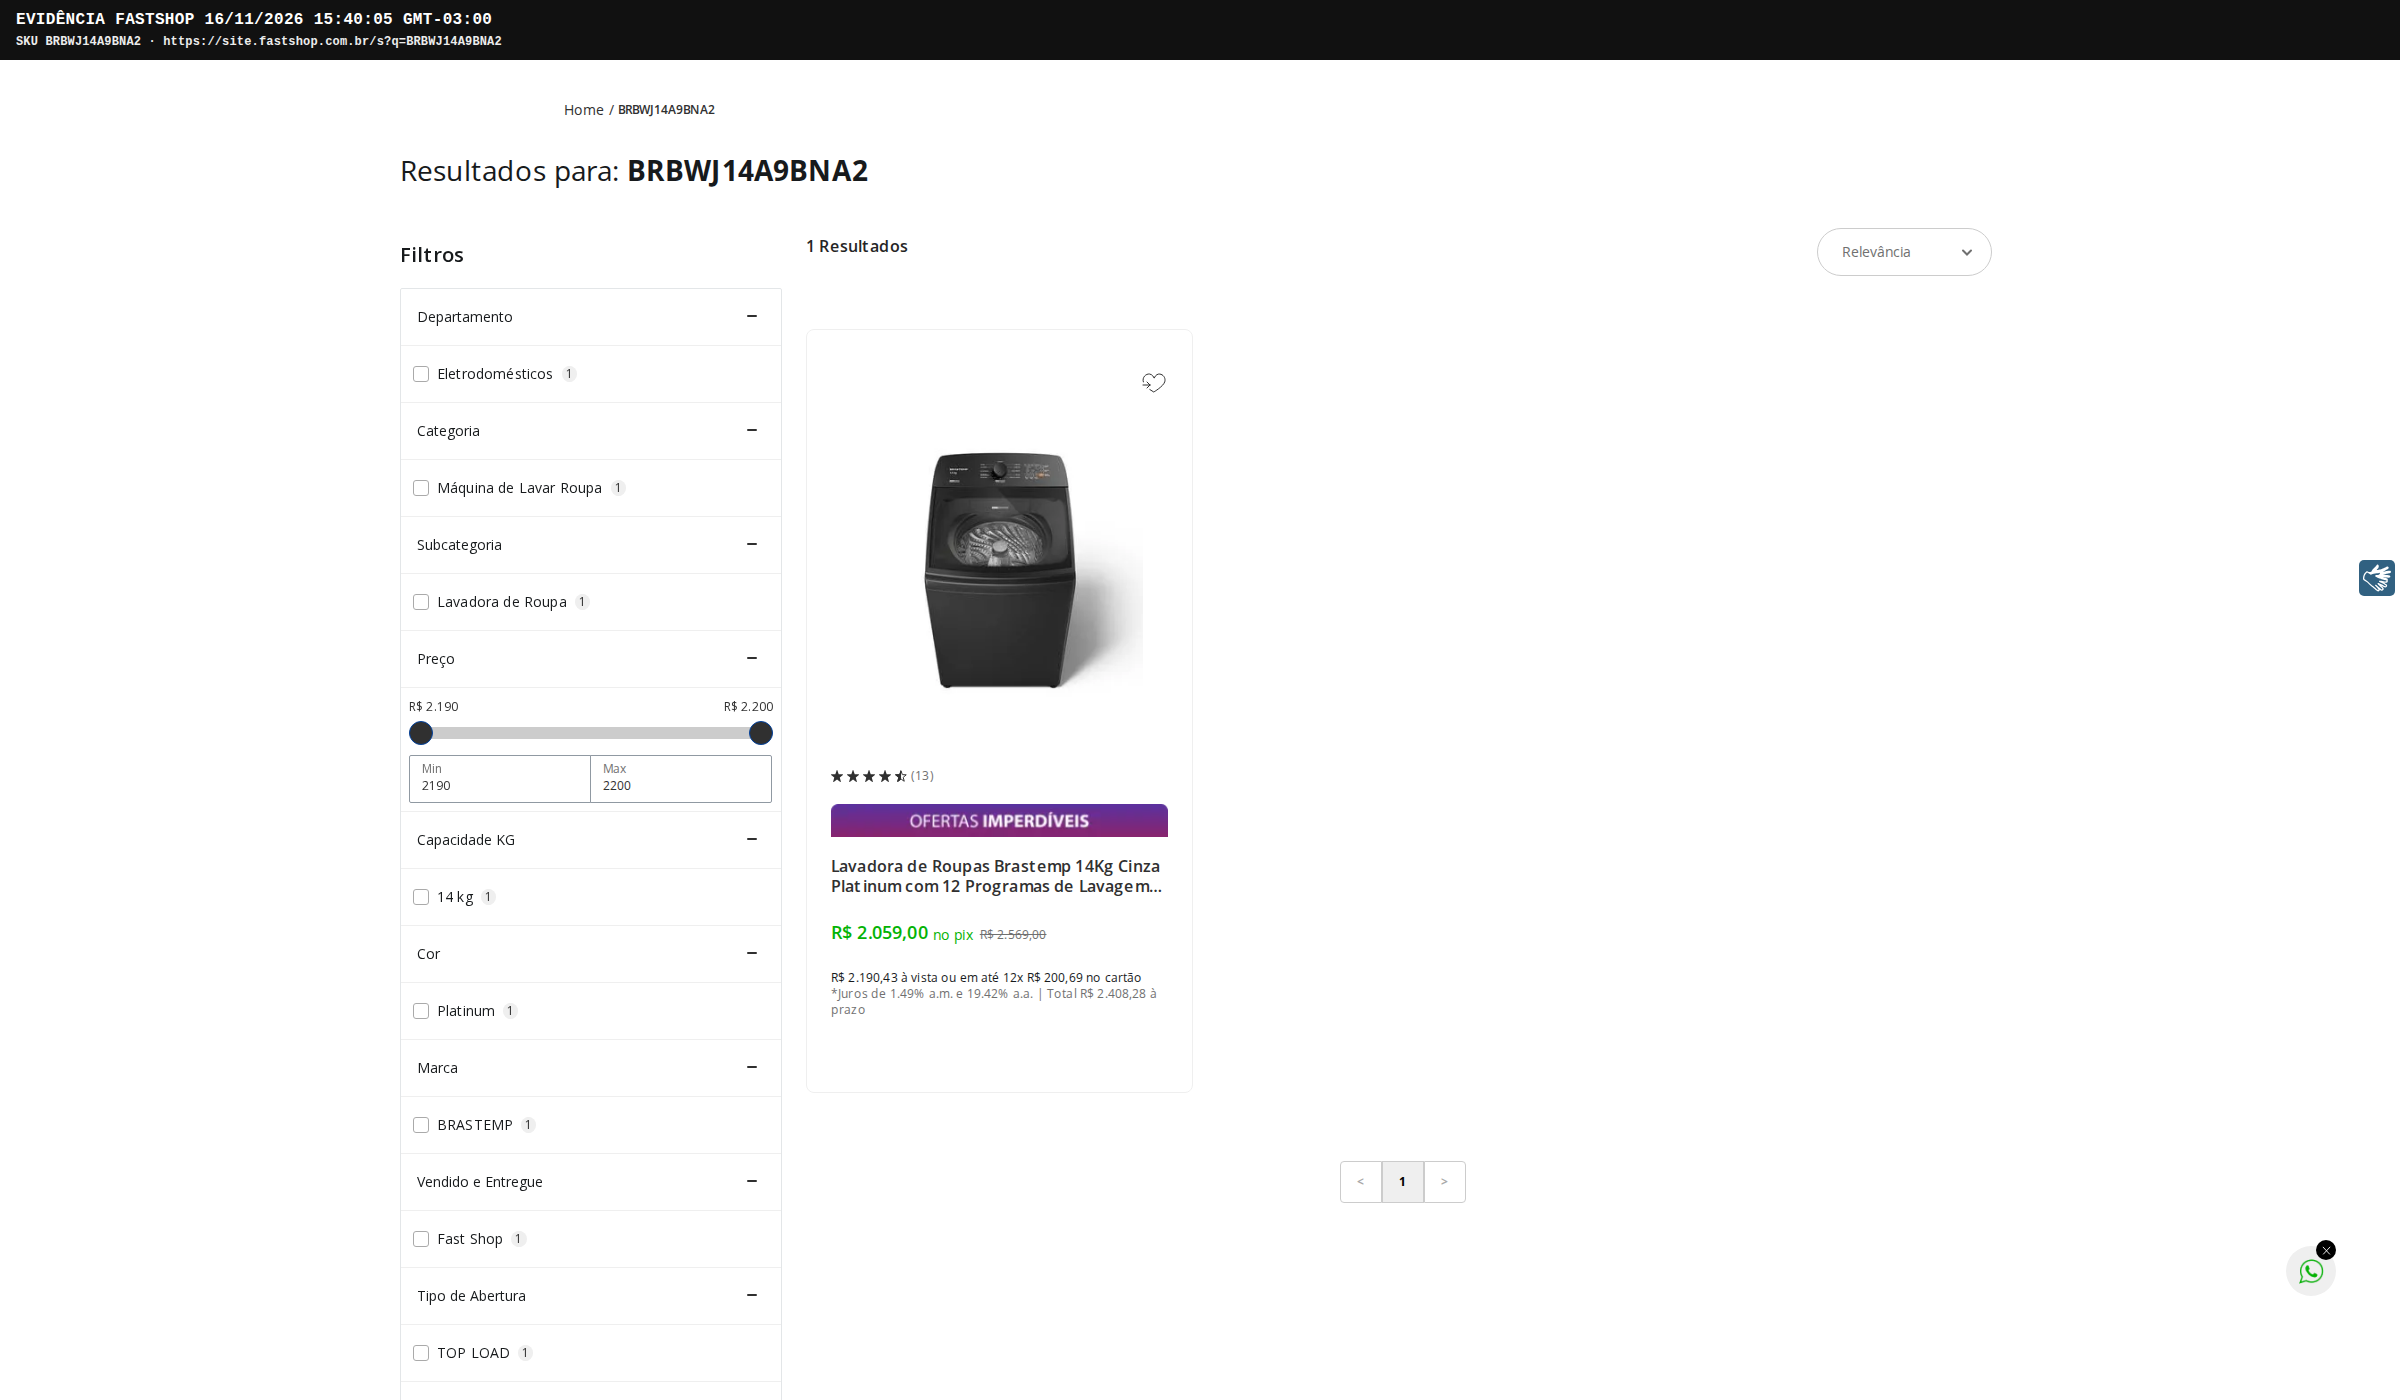 EVIDÊNCIA FASTSHOP 16/11/2026 15:40:05 GMT-03:00
SKU BRBWJ14A9BNA2 · https://site.fastshop.com.br/s?q=BRBWJ14A9BNA2
Home / BRBWJ14A9BNA2
Resultados para: BRBWJ14A9BNA2
Filtros
1 Resultados
Relevância
Departamento
Eletrodomésticos 1
Categoria
Máquina de Lavar Roupa 1
Subcategoria
Lavadora de Roupa 1
Preço
R$ 2.190 R$ 2.200
Min Max
2190 2200
Capacidade KG
14 kg 1
Cor
Platinum 1
Marca
BRASTEMP 1
Vendido e Entregue
Fast Shop 1
Tipo de Abertura
TOP LOAD 1
(13)
OFERTAS IMPERDÍVEIS
Lavadora de Roupas Brastemp 14Kg Cinza
Platinum com 12 Programas de Lavagem...
R$ 2.059,00 no pix R$ 2.569,00
R$ 2.190,43 à vista ou em até 12x R$ 200,69 no cartão
*Juros de 1.49% a.m. e 19.42% a.a. | Total R$ 2.408,28 à
prazo
< 1 >